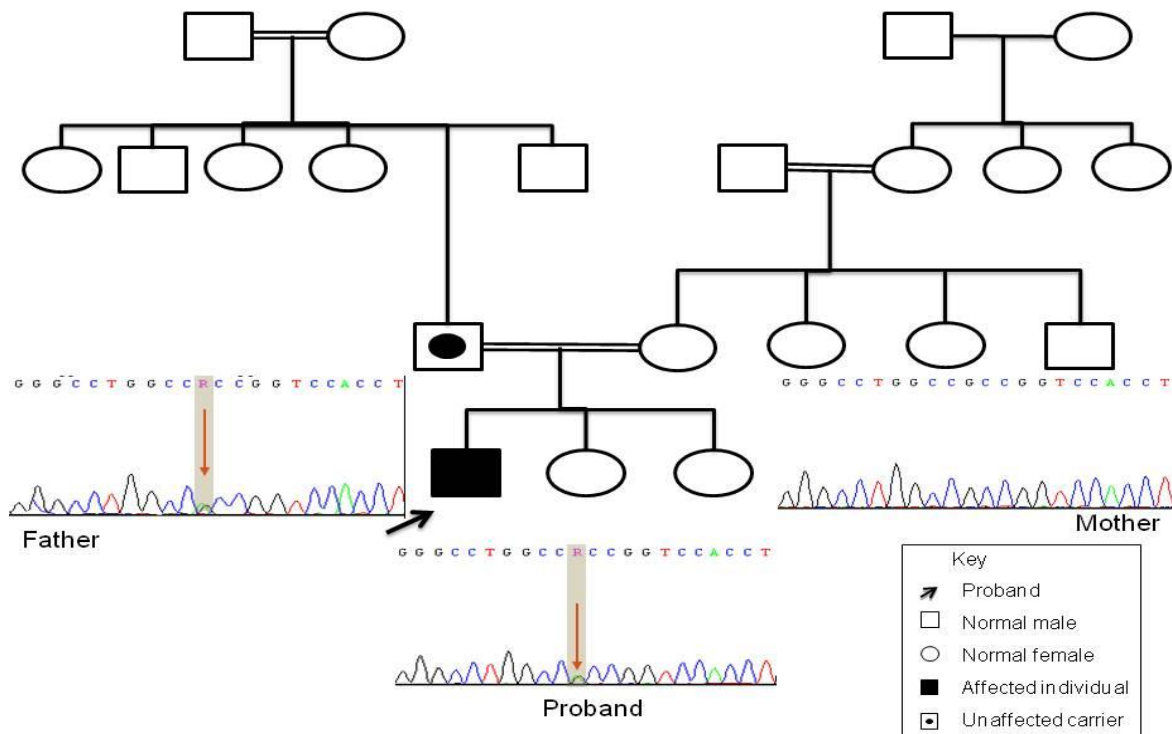 G G G C C T G G C C R C C G G T C C A C C T
G G G C C T G G C C G C C G G T C C A C C T
Father
Mother
G G G C C T G G C C R C C G G T C C A C C T
Proband
Key
Proband
Normal male
Normal female
Affected individual
Unaffected carrier